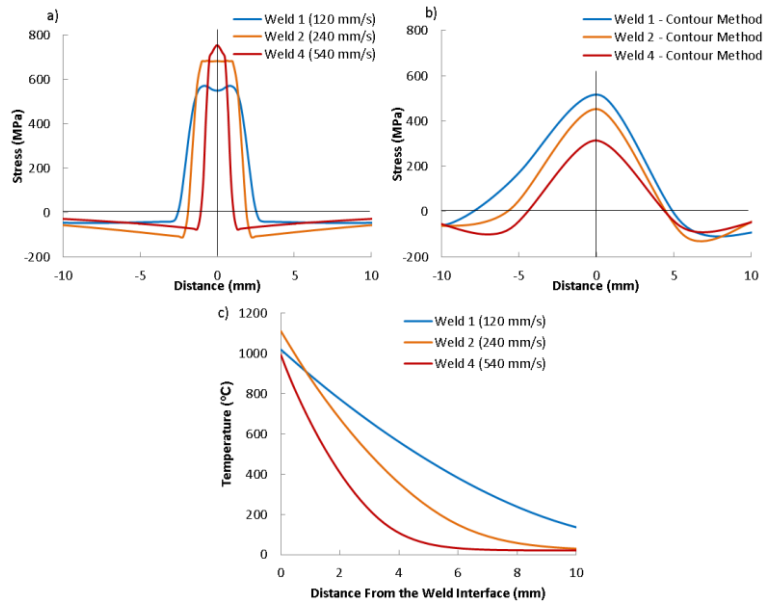 a)
Weld 1 (120 mm/s)
Weld 2 (240 mm/s)
Weld 4 (540 mm/s)
800
600
400
200
0
-200
Stress (MPa)
-10
-5
0
5
10
Distance (mm)
b)
Weld 1 - Contour Method
Weld 2 - Contour Method
Weld 4 - Contour Method
800
600
400
200
0
-200
Stress (MPa)
-10
-5
0
5
10
Distance (mm)
c)
Weld 1 (120 mm/s)
Weld 2 (240 mm/s)
Weld 4 (540 mm/s)
1200
1000
800
600
400
200
0
Temperature (°C)
0
2
4
6
8
10
Distance From the Weld Interface (mm)